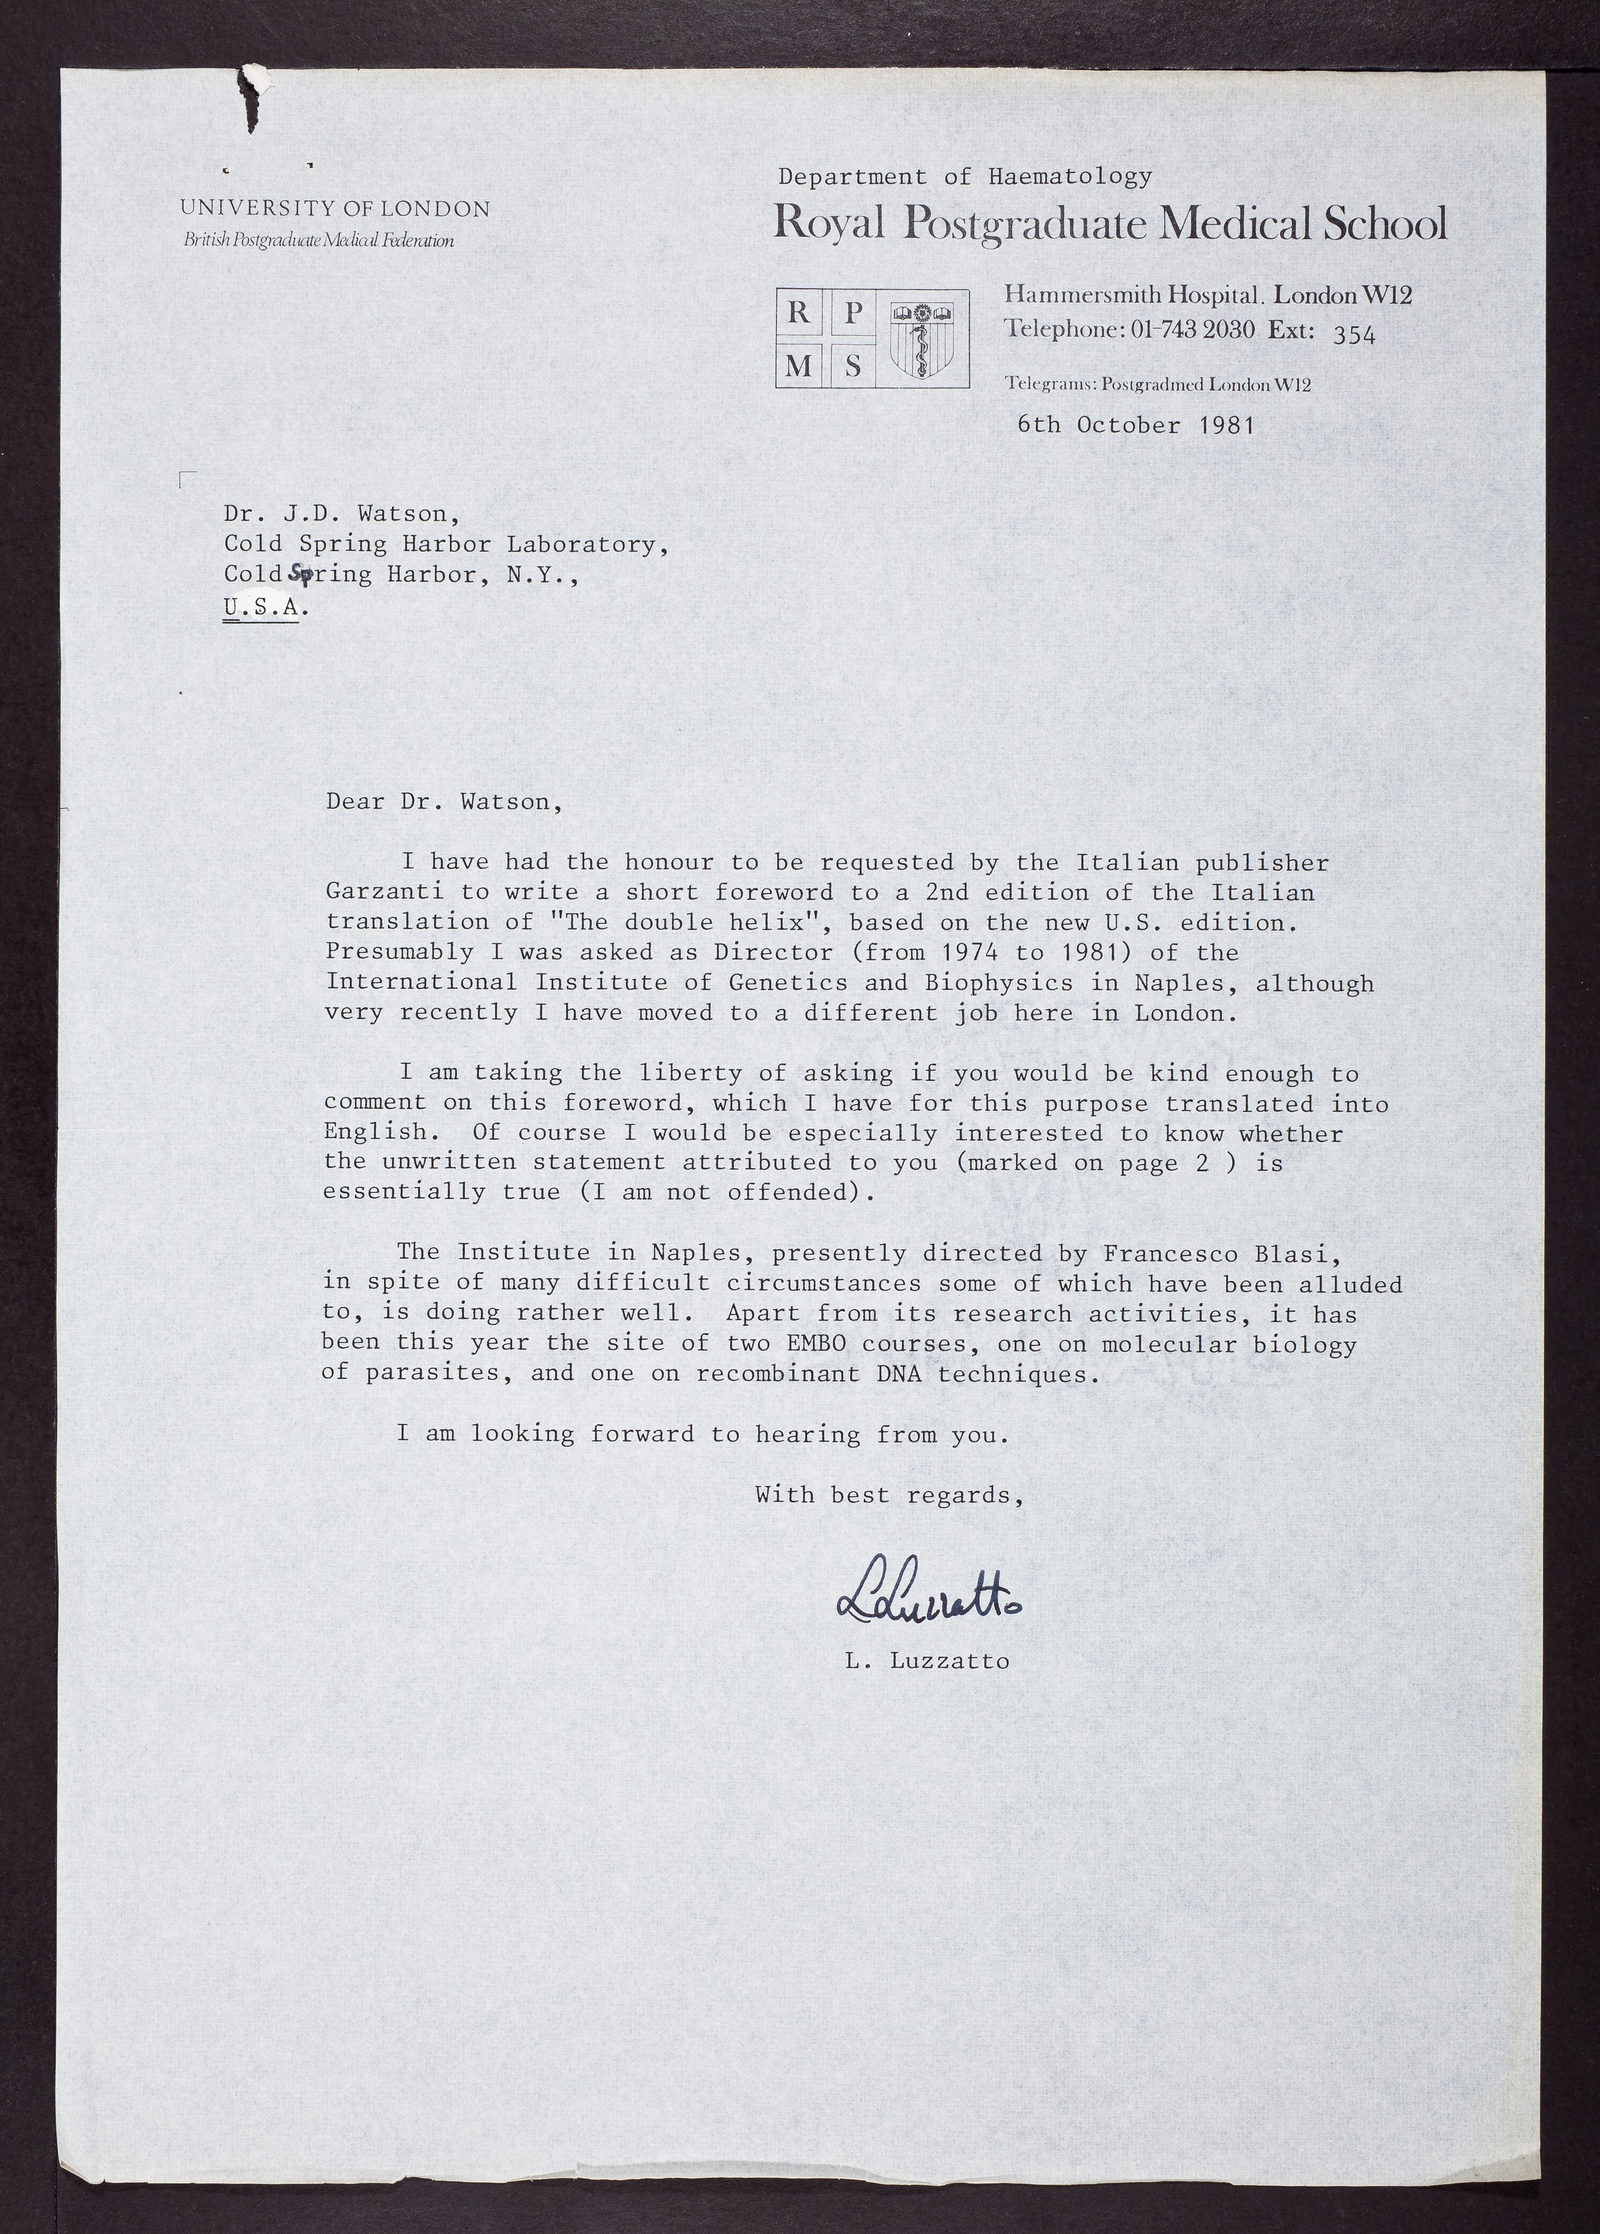 UNIVERSITY OF LONDON
British Postgraduate Medical Federation
Department of Haematology
Royal Postgraduate Medical School
R P
M S
Hammersmith Hospital. London W12
Telephone: 01-743 2030 Ext: 354
Telegrams: Postgradmed London W12
6th October 1981
Dr. J.D. Watson,
Cold Spring Harbor Laboratory,
Cold Spring Harbor, N.Y.,
U.S.A.
Dear Dr. Watson,
I have had the honour to be requested by the Italian publisher
Garzanti to write a short foreword to a 2nd edition of the Italian
translation of "The double helix", based on the new U.S. edition.
Presumably I was asked as Director (from 1974 to 1981) of the
International Institute of Genetics and Biophysics in Naples, although
very recently I have moved to a different job here in London.
I am taking the liberty of asking if you would be kind enough to
comment on this foreword, which I have for this purpose translated into
English. Of course I would be especially interested to know whether
the unwritten statement attributed to you (marked on page 2 ) is
essentially true (I am not offended).
The Institute in Naples, presently directed by Francesco Blasi,
in spite of many difficult circumstances some of which have been alluded
to, is doing rather well. Apart from its research activities, it has
been this year the site of two EMBO courses, one on molecular biology
of parasites, and one on recombinant DNA techniques.
I am looking forward to hearing from you.
With best regards,
L Luzzatto
L. Luzzatto